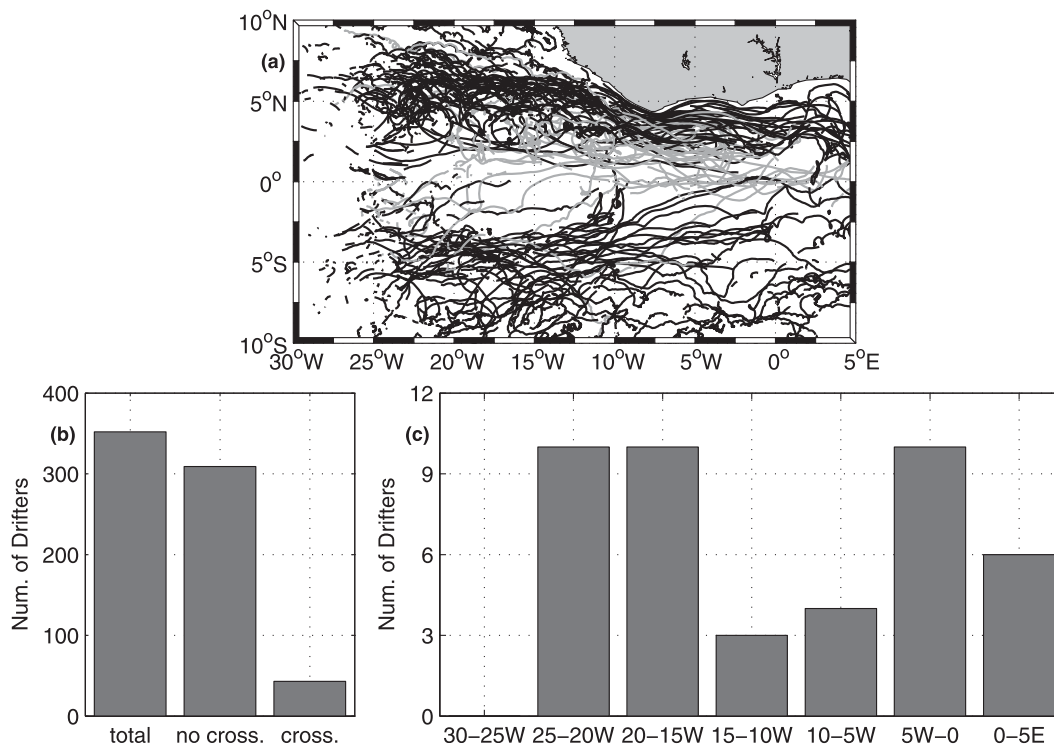 10°N
(a)
5°N
0°
5°S
10°S
30°W 25°W 20°W 15°W 10°W 5°W 0° 5°E
400
(b)
300
200
100
0
Num. of Drifters
total no cross. cross.
12
(c)
9
6
3
0
Num. of Drifters
30−25W 25−20W 20−15W 15−10W 10−5W 5W−0 0−5E